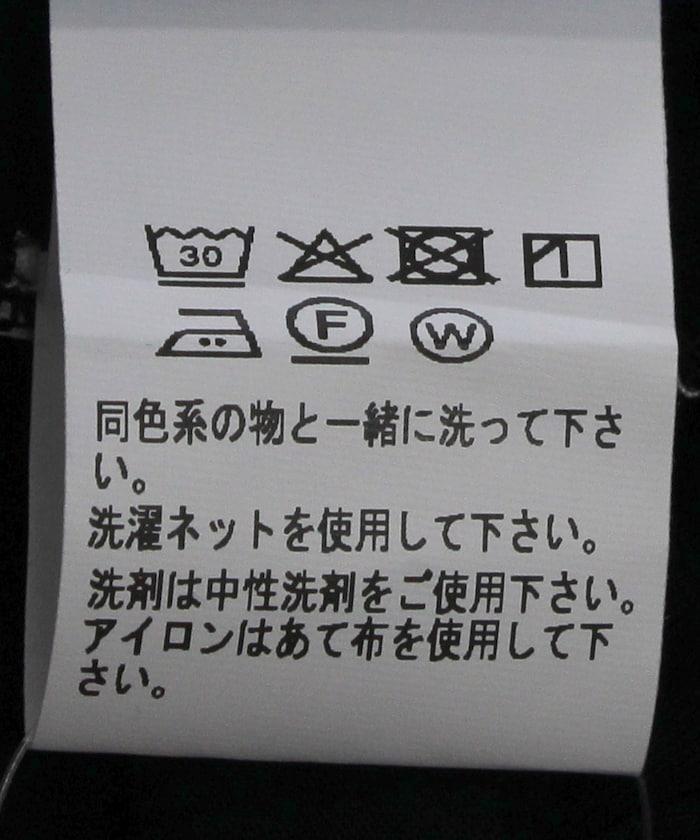 30
F W
同色系の物と一緒に洗って下さ
い。
洗濯ネットを使用して下さい。
洗剤は中性洗剤をご使用下さい。
アイロンはあて布を使用して下
さい。